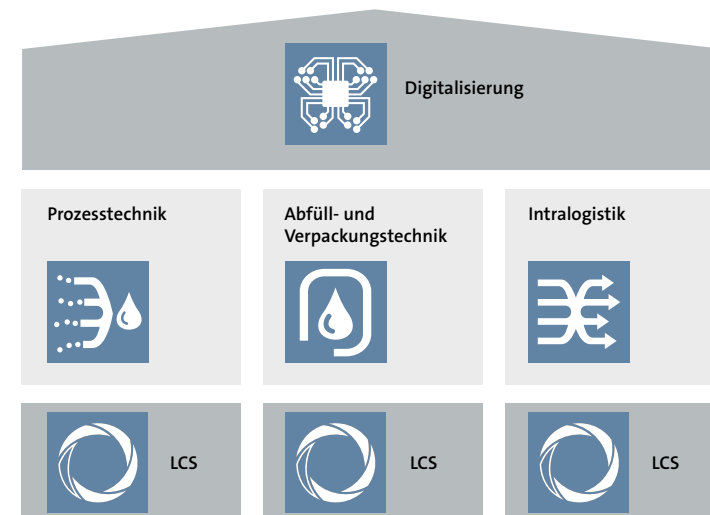 Digitalisierung
Prozesstechnik
Abfüll- und
Verpackungstechnik
Intralogistik
LCS
LCS
LCS